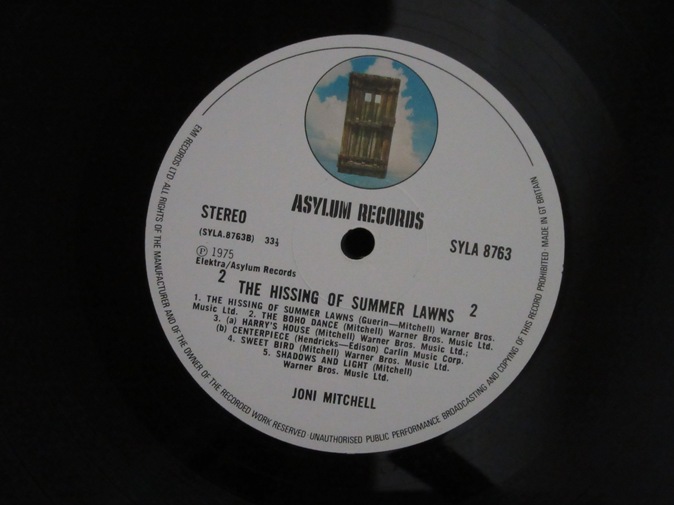 ASYLUM RECORDS
STEREO
(SYLA.8763B) 33⅓
SYLA 8763
Ⓟ 1975
Elektra/Asylum Records
2 THE HISSING OF SUMMER LAWNS 2
1. THE HISSING OF SUMMER LAWNS (Guerin—Mitchell) Warner Bros.
Music Ltd. 2. THE BOHO DANCE (Mitchell) Warner Bros. Music Ltd.
3. (a) HARRY'S HOUSE (Mitchell) Warner Bros. Music Ltd.;
(b) CENTERPIECE (Hendricks—Edison) Carlin Music Corp.
4. SWEET BIRD (Mitchell) Warner Bros. Music Ltd.
5. SHADOWS AND LIGHT (Mitchell)
Warner Bros. Music Ltd.
JONI MITCHELL
EMI RECORDS LTD ALL RIGHTS OF THE MANUFACTURER AND OF THE OWNER OF THE RECORDED WORK RESERVED · UNAUTHORISED PUBLIC PERFORMANCE BROADCASTING AND COPYING OF THIS RECORD PROHIBITED · MADE IN GT BRITAIN